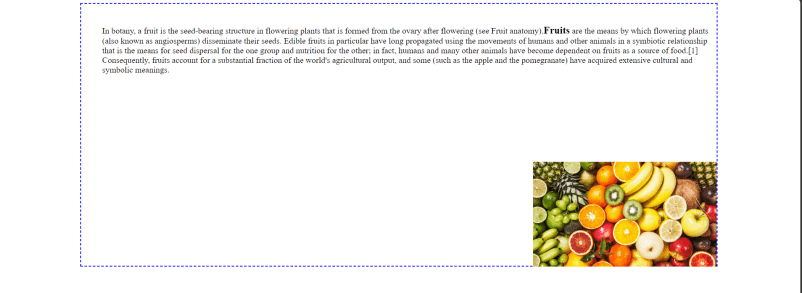 In botany, a fruit is the seed-bearing structure in flowering plants that is formed from the ovary after flowering (see Fruit anatomy).Fruits are the means by which flowering plants
(also known as angiosperms) disseminate their seeds. Edible fruits in particular have long propagated using the movements of humans and other animals in a symbiotic relationship
that is the means for seed dispersal for the one group and nutrition for the other; in fact, humans and many other animals have become dependent on fruits as a source of food.[1]
Consequently, fruits account for a substantial fraction of the world's agricultural output, and some (such as the apple and the pomegranate) have acquired extensive cultural and
symbolic meanings.